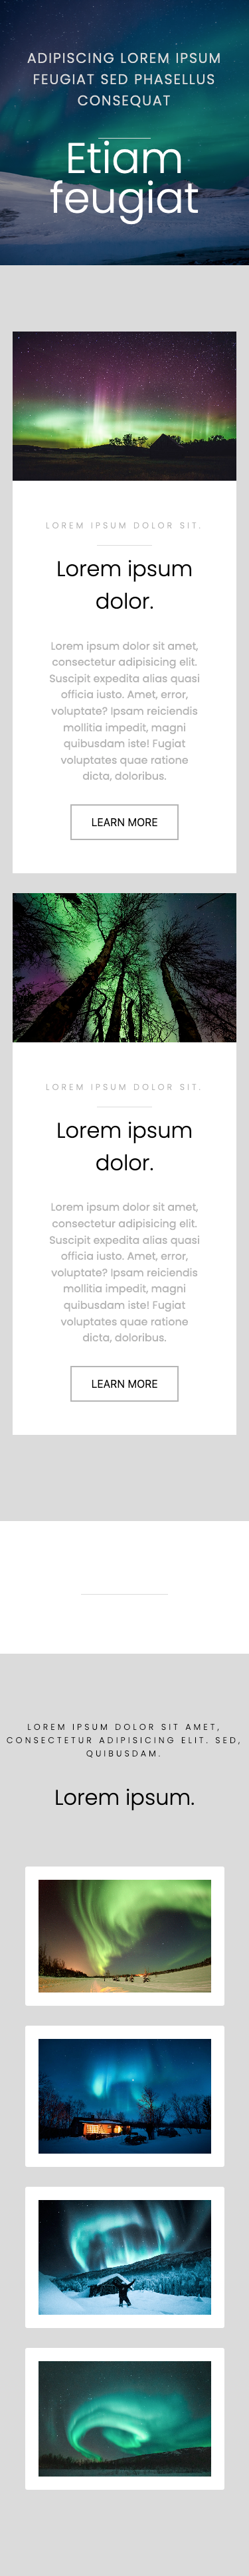 ADIPISCING LOREM IPSUM
FEUGIAT SED PHASELLUS
CONSEQUAT
Etiam
feugiat
LOREM IPSUM DOLOR SIT.
Lorem ipsum
dolor.
Lorem ipsum dolor sit amet,
consectetur adipisicing elit.
Suscipit expedita alias quasi
officia iusto. Amet, error,
voluptate? Ipsam reiciendis
mollitia impedit, magni
quibusdam iste! Fugiat
voluptates quae ratione
dicta, doloribus.
LEARN MORE
LOREM IPSUM DOLOR SIT.
Lorem ipsum
dolor.
Lorem ipsum dolor sit amet,
consectetur adipisicing elit.
Suscipit expedita alias quasi
officia iusto. Amet, error,
voluptate? Ipsam reiciendis
mollitia impedit, magni
quibusdam iste! Fugiat
voluptates quae ratione
dicta, doloribus.
LEARN MORE
LOREM IPSUM DOLOR SIT AMET,
CONSECTETUR ADIPISICING ELIT. SED,
QUIBUSDAM.
Lorem ipsum.